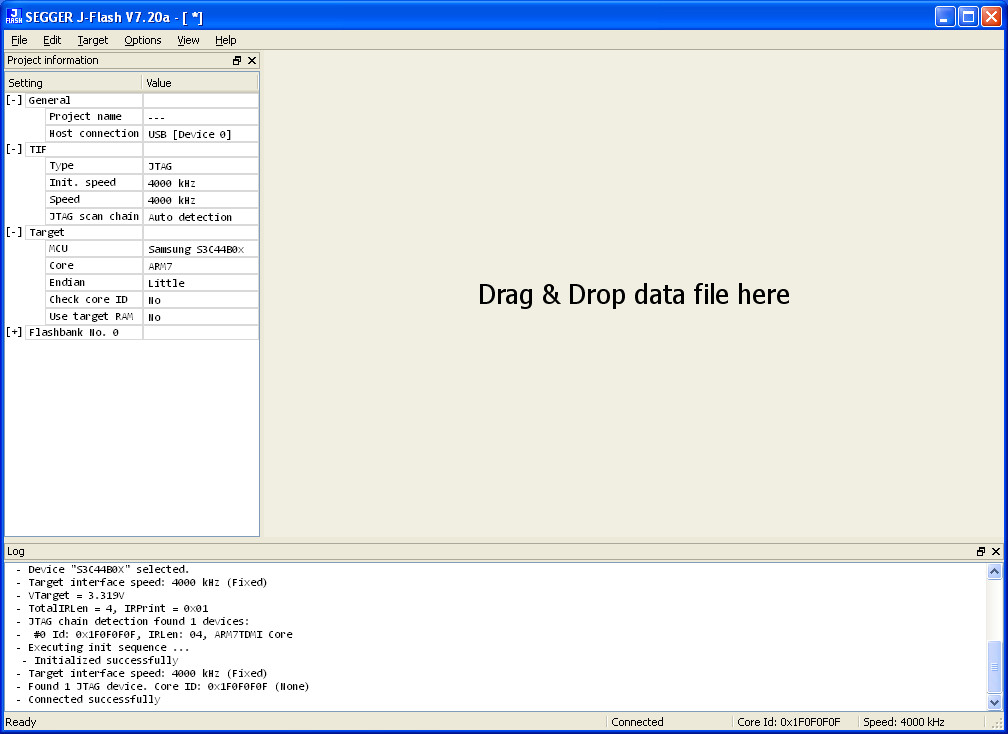 J
FLASH
SEGGER J-Flash V7.20a - [ *]
File Edit Target Options View Help
Project information
Setting Value
[-] General
Project name ---
Host connection USB [Device 0]
[-] TIF
Type JTAG
Init. speed 4000 kHz
Speed 4000 kHz
JTAG scan chain Auto detection
[-] Target
MCU Samsung S3C44B0X
Core ARM7
Endian Little
Check core ID No
Use target RAM No
[+] Flashbank No. 0
Drag & Drop data file here
Log
- Device "S3C44B0X" selected.
- Target interface speed: 4000 kHz (Fixed)
- VTarget = 3.319V
- TotalIRLen = 4, IRPrint = 0x01
- JTAG chain detection found 1 devices:
- #0 Id: 0x1F0F0F0F, IRLen: 04, ARM7TDMI Core
- Executing init sequence ...
- Initialized successfully
- Target interface speed: 4000 kHz (Fixed)
- Found 1 JTAG device. Core ID: 0x1F0F0F0F (None)
- Connected successfully
Ready Connected Core Id: 0x1F0F0F0F Speed: 4000 kHz